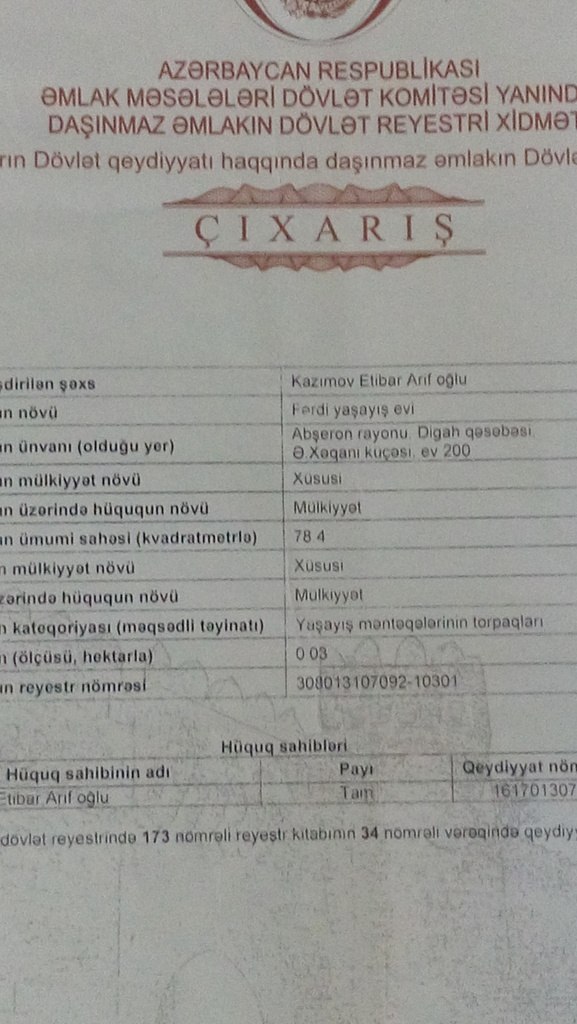 AZƏRBAYCAN RESPUBLİKASI
ƏMLAK MƏSƏLƏLƏRİ DÖVLƏT KOMİTƏSİ YANIND
DAŞINMAZ ƏMLAKIN DÖVLƏT REYESTRİ XİDMƏT
rın Dövlət qeydiyyatı haqqında daşınmaz əmlakın Dövlə
ÇIXARIŞ
şdirilən şəxs Kazımov Etibar Arif oğlu
ın növü Fərdi yaşayış evi
ın ünvanı (olduğu yer) Abşeron rayonu. Digah qəsəbəsi.
Ə.Xəqani küçəsi. ev 200
ın mülkiyyət növü Xüsusi
ın üzərində hüququn növü Mülkiyyət
ın ümumi sahəsi (kvadratmetrlə) 78.4
n mülkiyyət növü Xüsusi
zərində hüququn növü Mülkiyyət
n kateqoriyası (məqsədli təyinatı) Yaşayış məntəqələrinin torpaqları
n (ölçüsü, hektarla) 0.03
ın reyestr nömrəsi 308013107092-10301
Hüquq sahibləri
Hüquq sahibinin adı Payı Qeydiyyat nöm
Etibar Arif oğlu Tam 161701307
dövlət reyestrində 173 nömrəli reyestr kitabının 34 nömrəli vərəqində qeydiyy